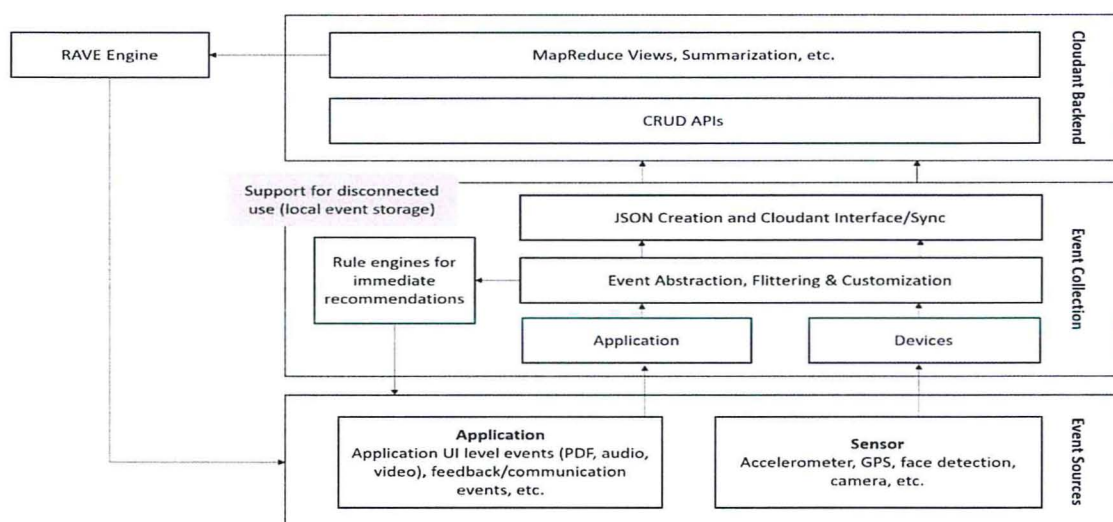 RAVE Engine
MapReduce Views, Summarization, etc.
CRUD APIs
Cloudant Backend
Support for disconnected
use (local event storage)
JSON Creation and Cloudant Interface/Sync
Rule engines for
immediate
recommendations
Event Abstraction, Flittering & Customization
Application
Devices
Event Collection
Application
Application UI level events (PDF, audio,
video), feedback/communication
events, etc.
Sensor
Accelerometer, GPS, face detection,
camera, etc.
Event Sources